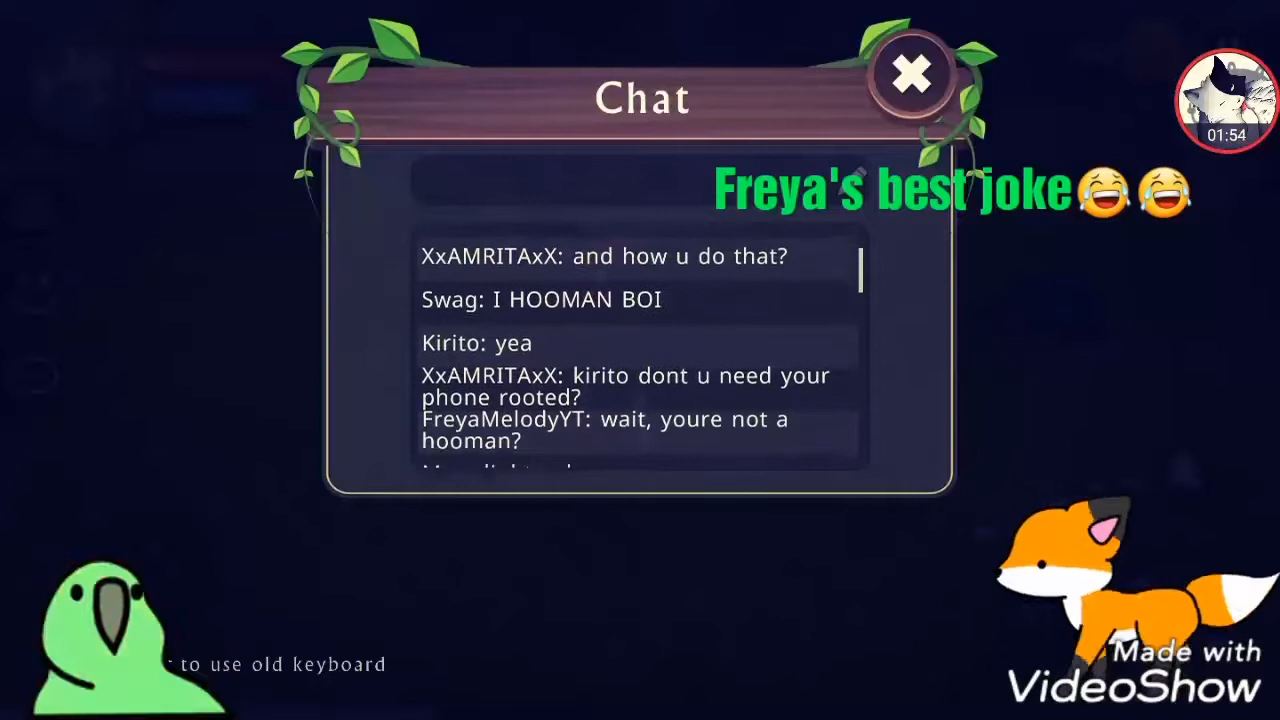 Chat
01:54
Freya's best joke😂😂
XxAMRITAxX: and how u do that?
Swag: I HOOMAN BOI
Kirito: yea
XxAMRITAxX: kirito dont u need your
phone rooted?
FreyaMelodyYT: wait, youre not a
hooman?
to use old keyboard
Made with
VideoShow